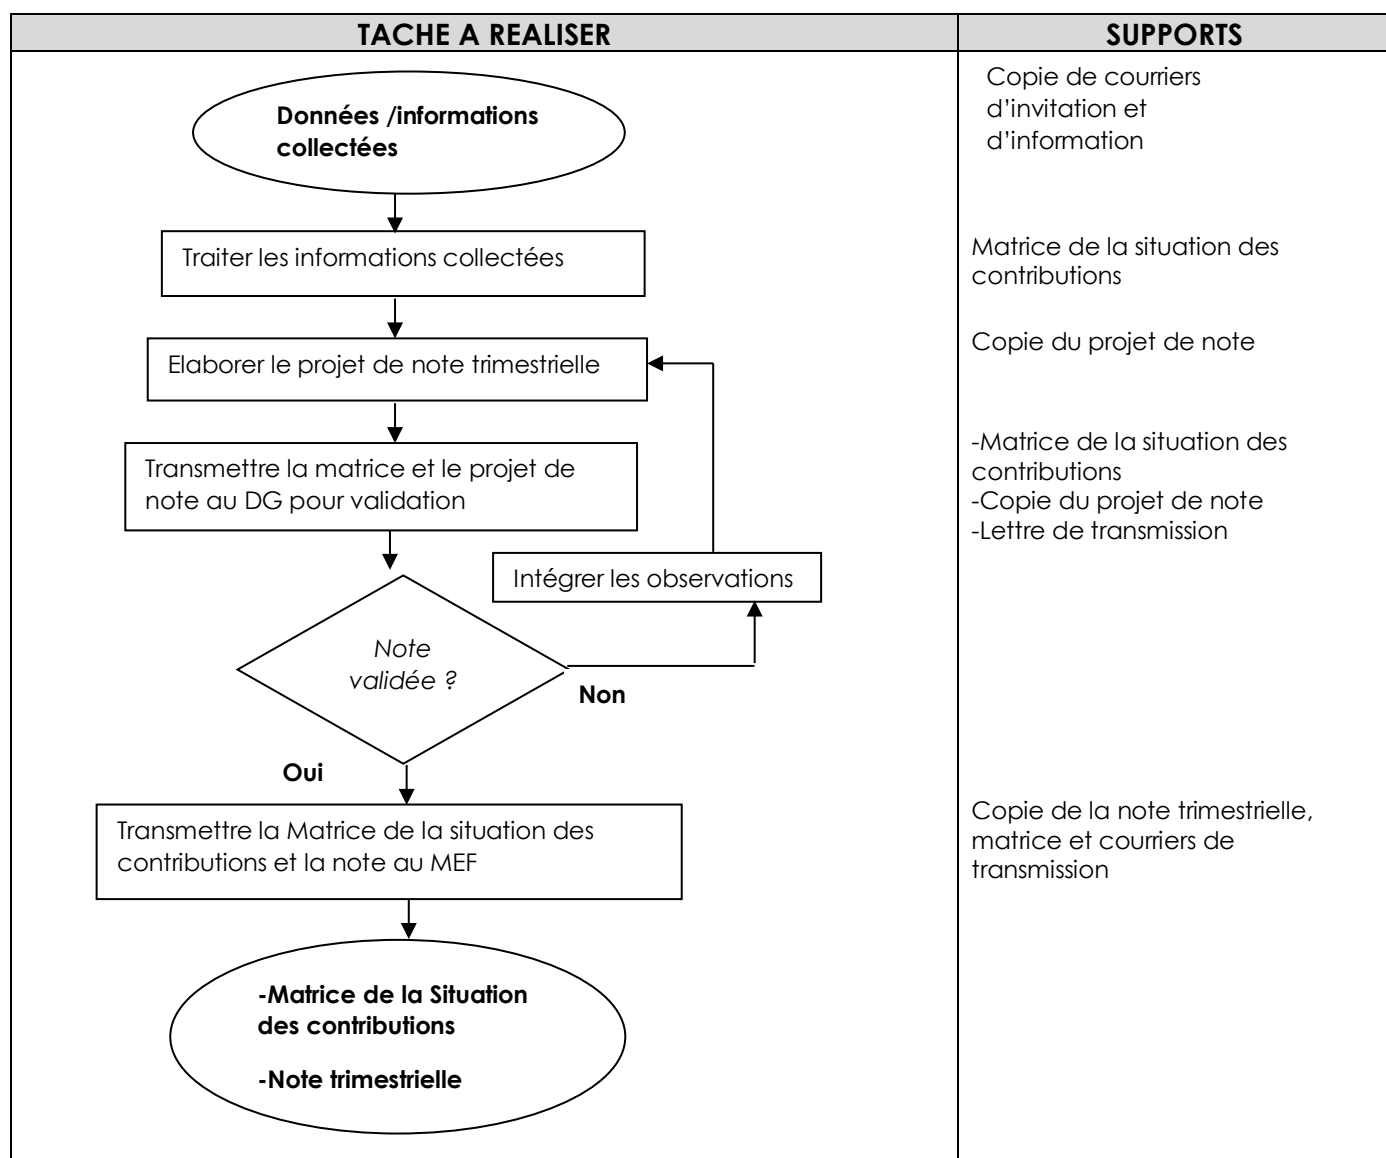 TACHE A REALISER
SUPPORTS
Données /informations
collectées
Copie de courriers
d'invitation et
d'information
Traiter les informations collectées
Matrice de la situation des
contributions
Elaborer le projet de note trimestrielle
Copie du projet de note
Transmettre la matrice et le projet de
note au DG pour validation
-Matrice de la situation des
contributions
-Copie du projet de note
-Lettre de transmission
Intégrer les observations
Note
validée ?
Non
Oui
Transmettre la Matrice de la situation des
contributions et la note au MEF
Copie de la note trimestrielle,
matrice et courriers de
transmission
-Matrice de la Situation
des contributions
-Note trimestrielle